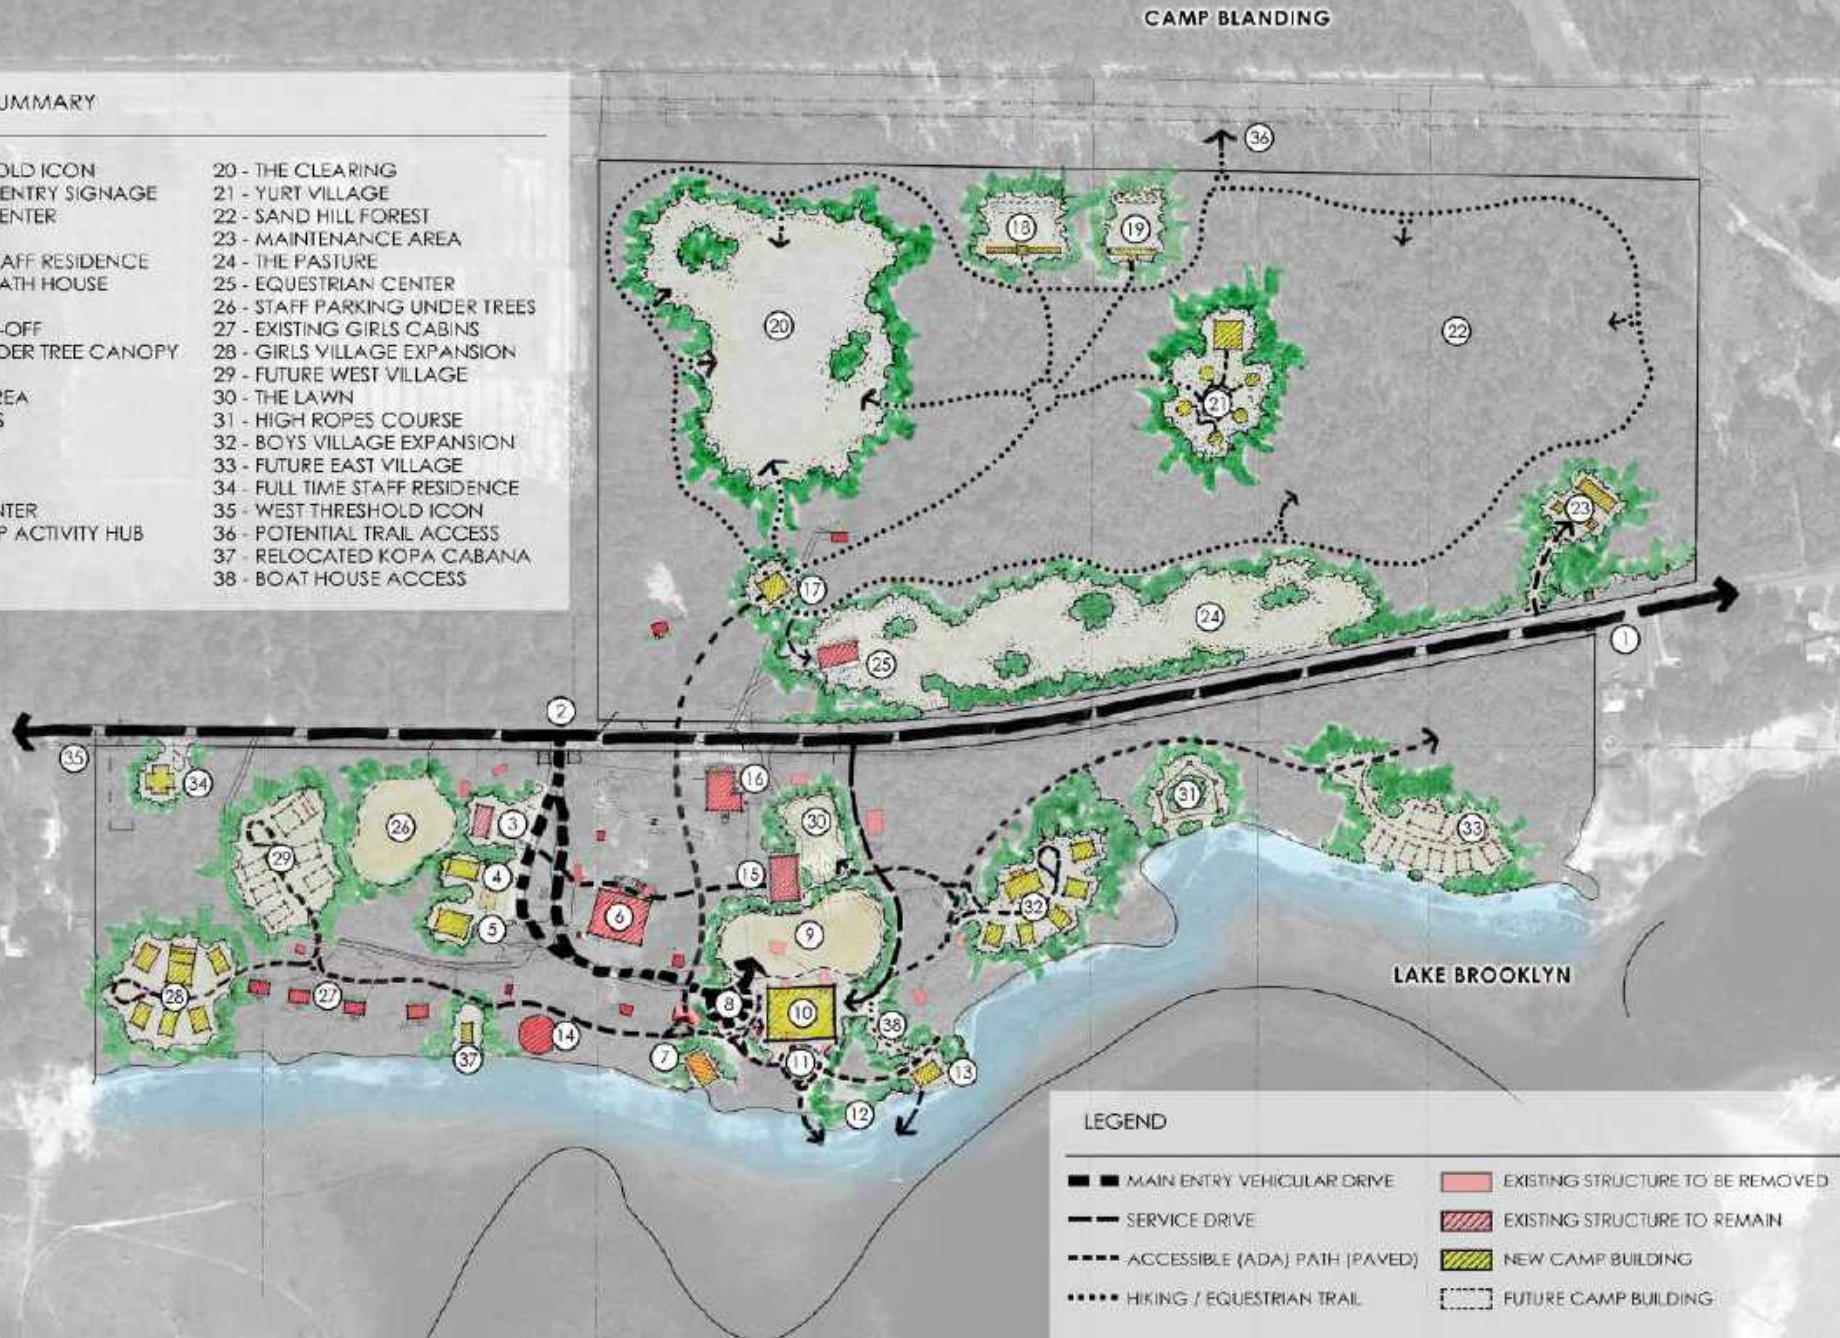 CAMP BLANDING
UMMARY
OLD ICON
ENTRY SIGNAGE
ENTER
AFF RESIDENCE
ATH HOUSE
-OFF
DER TREE CANOPY
REA
S
NTER
P ACTIVITY HUB
20 - THE CLEARING
21 - YURT VILLAGE
22 - SAND HILL FOREST
23 - MAINTENANCE AREA
24 - THE PASTURE
25 - EQUESTRIAN CENTER
26 - STAFF PARKING UNDER TREES
27 - EXISTING GIRLS CABINS
28 - GIRLS VILLAGE EXPANSION
29 - FUTURE WEST VILLAGE
30 - THE LAWN
31 - HIGH ROPES COURSE
32 - BOYS VILLAGE EXPANSION
33 - FUTURE EAST VILLAGE
34 - FULL TIME STAFF RESIDENCE
35 - WEST THRESHOLD ICON
36 - POTENTIAL TRAIL ACCESS
37 - RELOCATED KOPA CABANA
38 - BOAT HOUSE ACCESS
36
18
19
20
22
21
23
17
24
25
1
2
35
34
16
31
3
30
26
33
29
4
15
32
5
6
9
LAKE BROOKLYN
28
27
8
10
38
14
7
37
11
13
12
LEGEND
MAIN ENTRY VEHICULAR DRIVE
SERVICE DRIVE
ACCESSIBLE (ADA) PATH (PAVED)
HIKING / EQUESTRIAN TRAIL
EXISTING STRUCTURE TO BE REMOVED
EXISTING STRUCTURE TO REMAIN
NEW CAMP BUILDING
FUTURE CAMP BUILDING